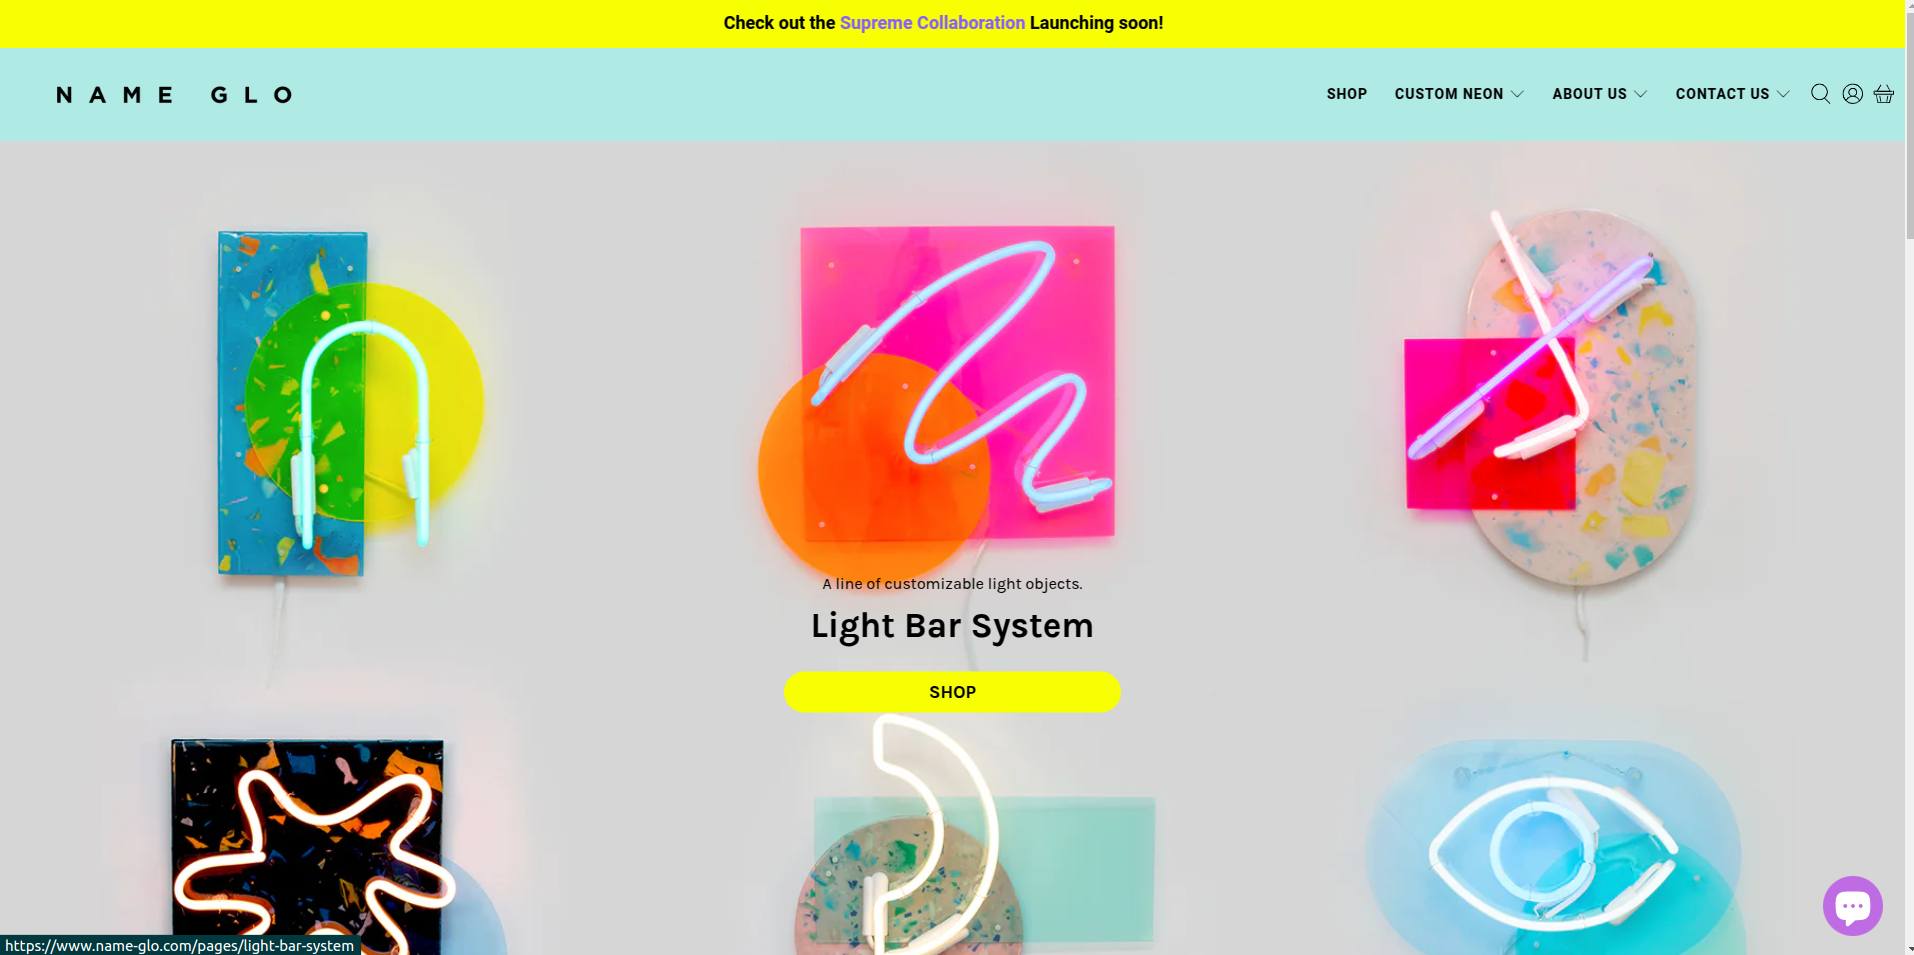 Check out the Supreme Collaboration Launching soon!
NAME GLO
SHOP
CUSTOM NEON
ABOUT US
CONTACT US
A line of customizable light objects.
Light Bar System
SHOP
https://www.name-glo.com/pages/light-bar-system